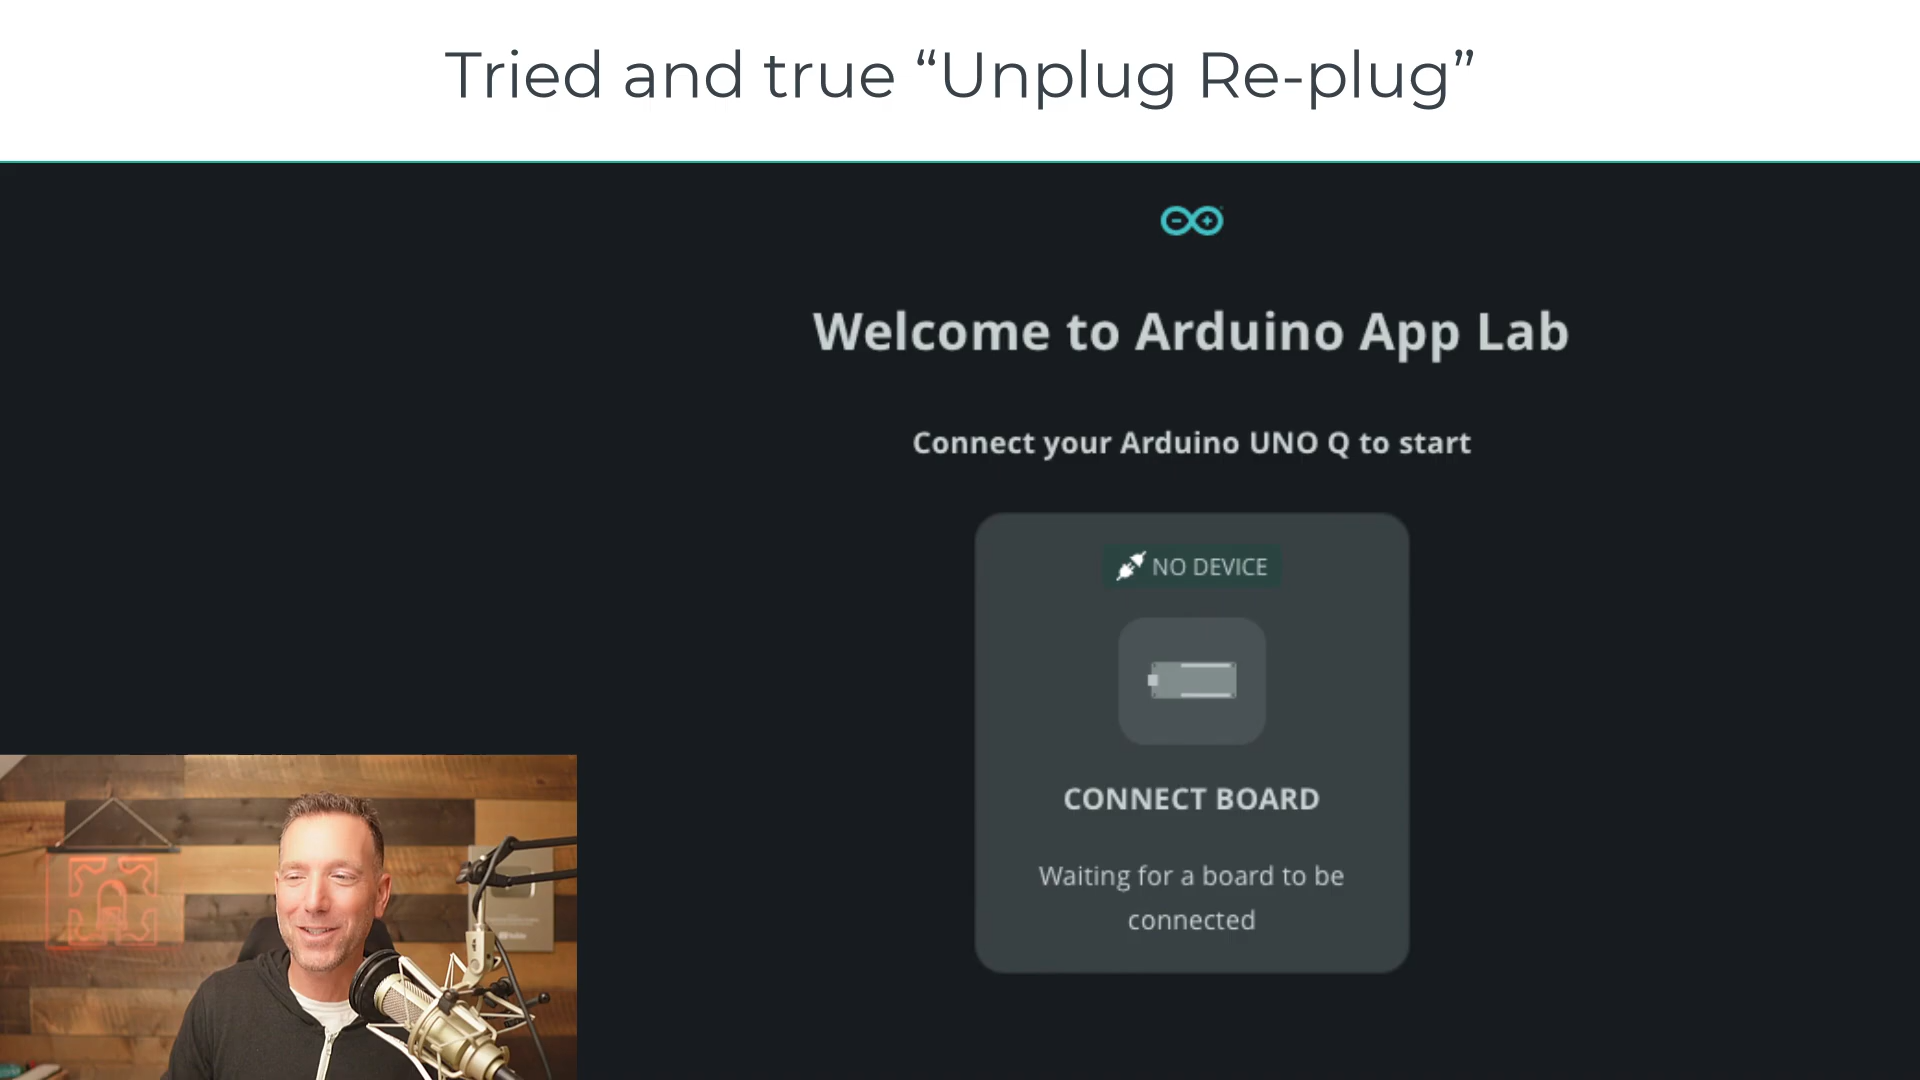 Tried and true “Unplug Re-plug”
Welcome to Arduino App Lab
Connect your Arduino UNO Q to start
NO DEVICE
CONNECT BOARD
Waiting for a board to be
connected